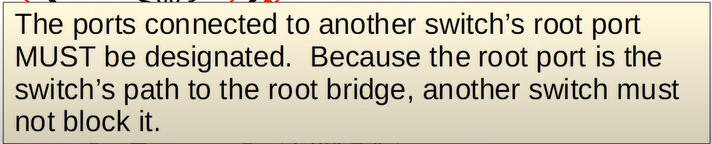 The ports connected to another switch’s root port
MUST be designated.  Because the root port is the
switch’s path to the root bridge, another switch must
not block it.